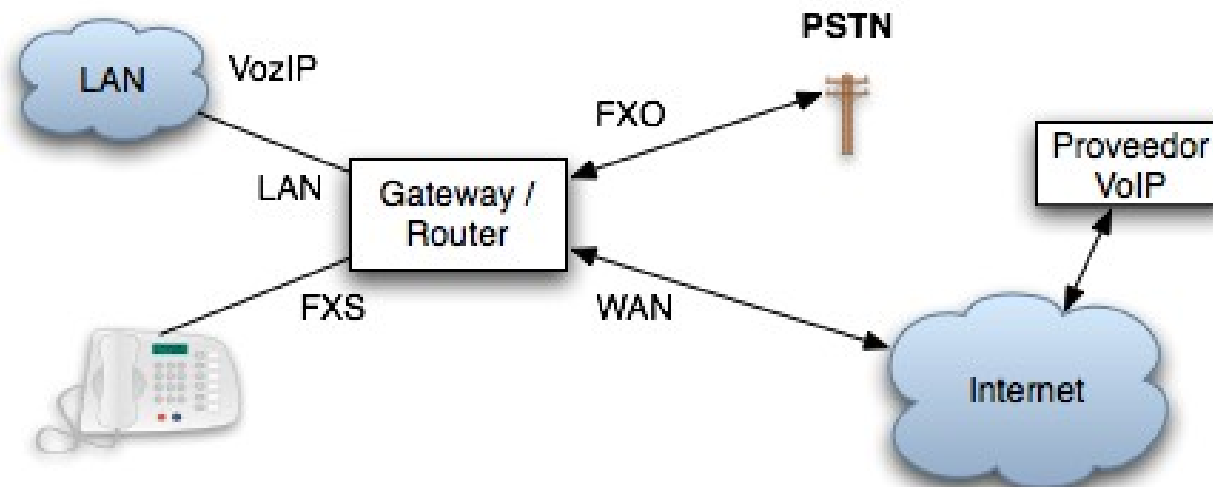 PSTN
LAN
VozIP
FXO
Proveedor
VoIP
LAN
Gateway /
Router
FXS
WAN
Internet